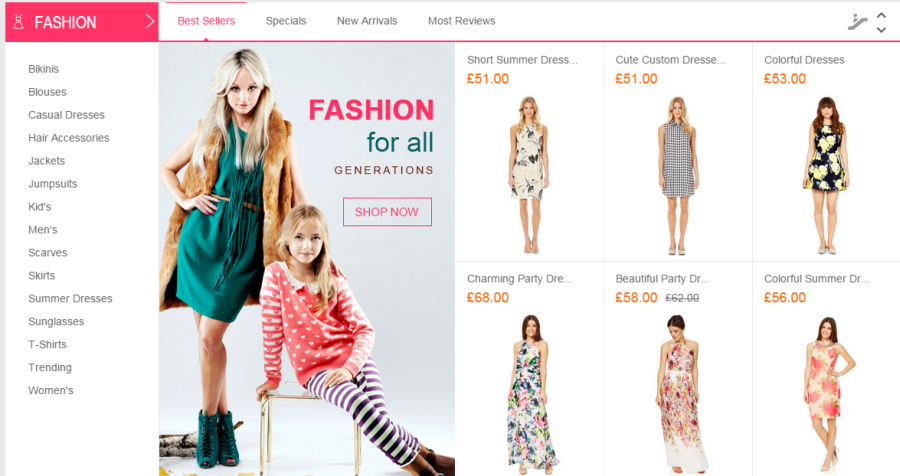 FASHION
Best Sellers
Specials
New Arrivals
Most Reviews
Bikinis
Blouses
Casual Dresses
Hair Accessories
Jackets
Jumpsuits
Kid's
Men's
Scarves
Skirts
Summer Dresses
Sunglasses
T-Shirts
Trending
Women's
FASHION
for all
GENERATIONS
SHOP NOW
Short Summer Dress...
£51.00
Cute Custom Dresse...
£51.00
Colorful Dresses
£53.00
Charming Party Dre...
£68.00
Beautiful Party Dr...
£58.00 £62.00
Colorful Summer Dr...
£56.00